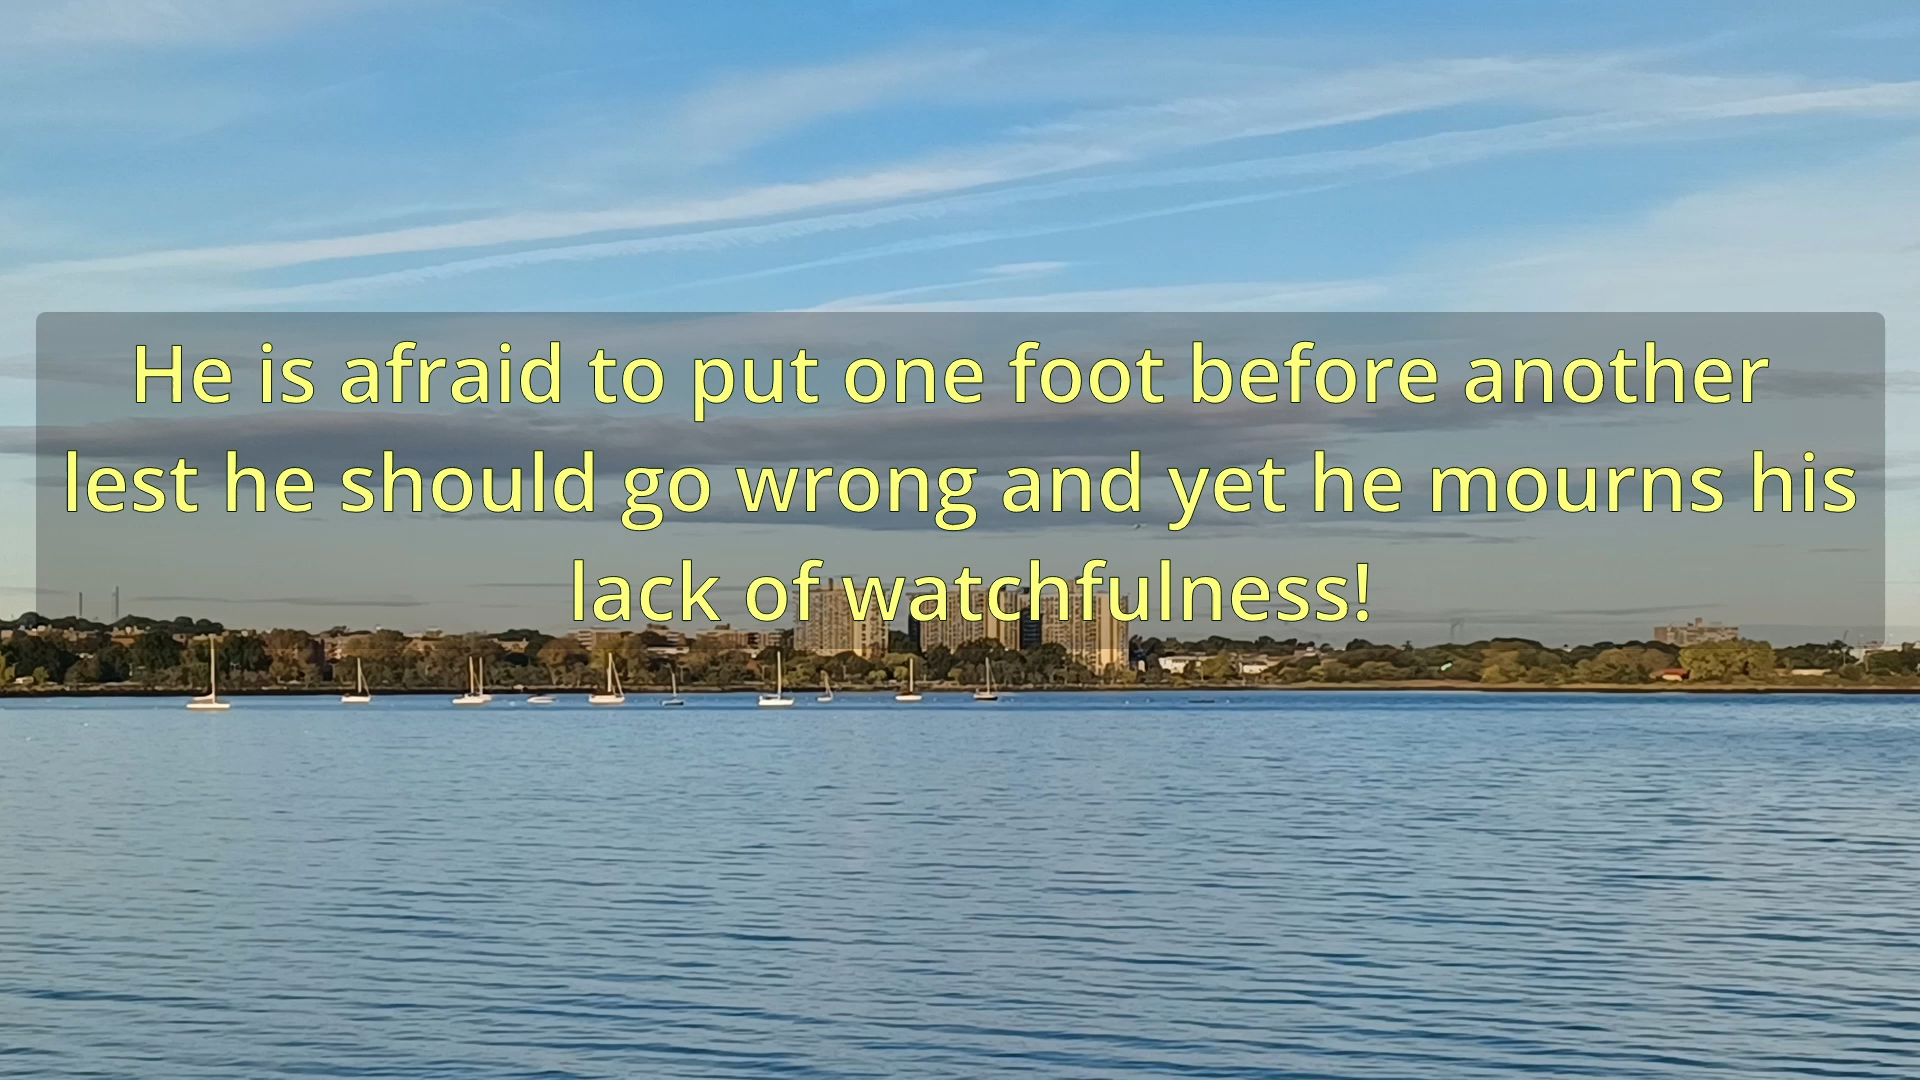 He is afraid to put one foot before another
lest he should go wrong and yet he mourns his
lack of watchfulness!